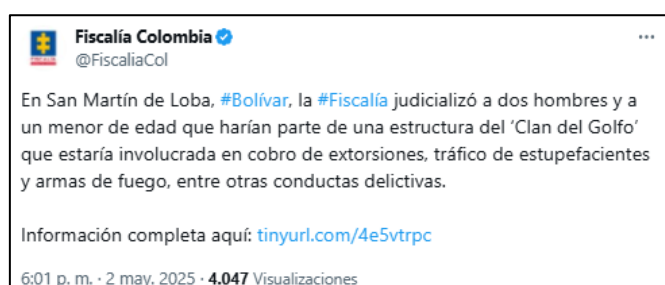 Fiscalía Colombia
@FiscaliaCol
En San Martín de Loba, #Bolívar, la #Fiscalía judicializó a dos hombres y a
un menor de edad que harían parte de una estructura del ‘Clan del Golfo’
que estaría involucrada en cobro de extorsiones, tráfico de estupefacientes
y armas de fuego, entre otras conductas delictivas.
Información completa aquí: tinyurl.com/4e5vtrpc
6:01 p. m. · 2 may. 2025 · 4.047 Visualizaciones